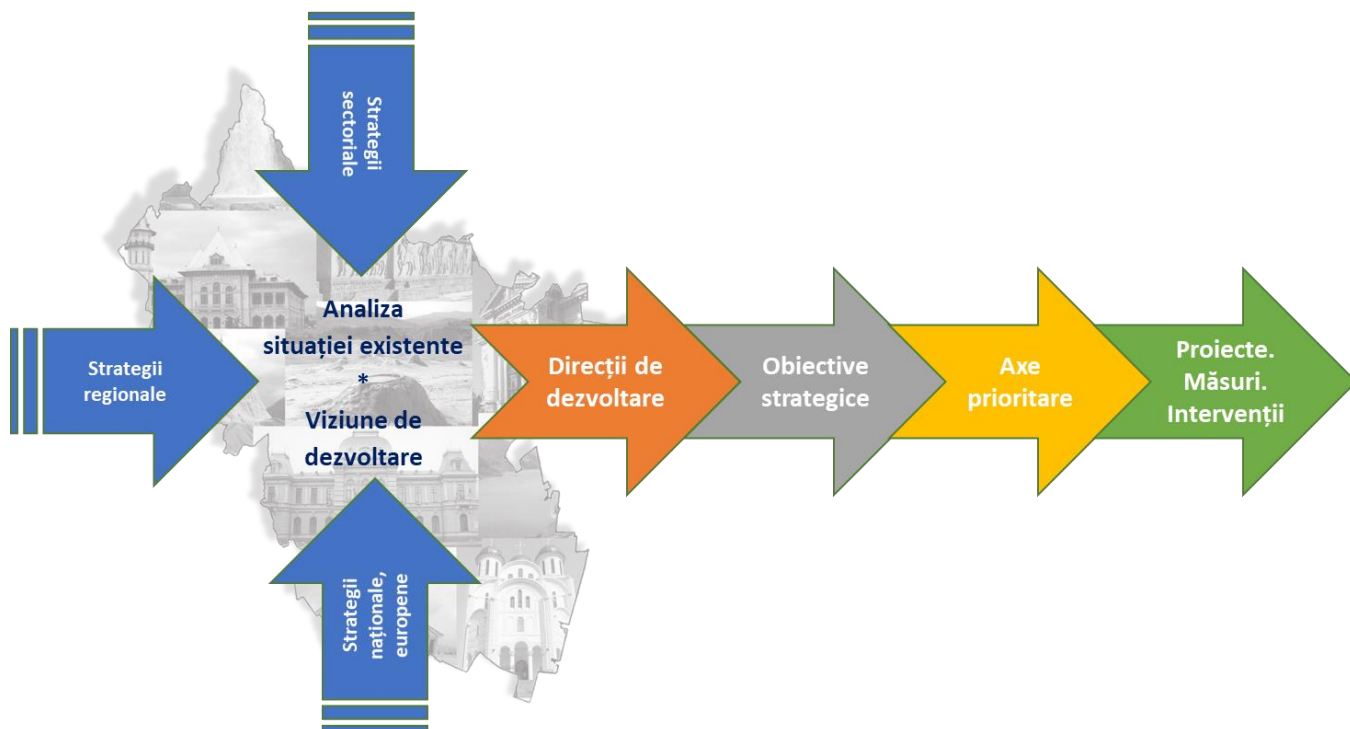 Strategii
sectoriale
Analiza
situației existente
*
Viziune de
dezvoltare
Strategii
regionale
Direcții de
dezvoltare
Obiective
strategice
Axe
prioritare
Proiecte.
Măsuri.
Intervenții
Strategii
naționale,
europene